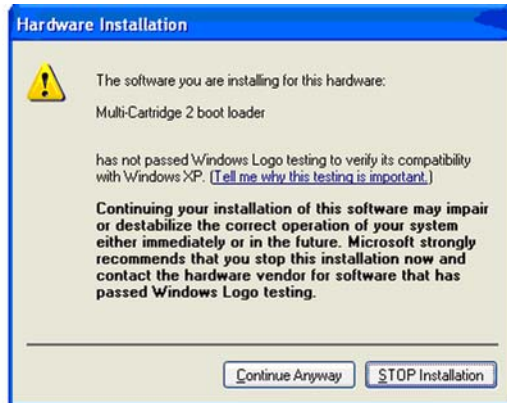 Hardware Installation
The software you are installing for this hardware:
Multi-Cartridge 2 boot loader
has not passed Windows Logo testing to verify its compatibility
with Windows XP. (Tell me why this testing is important.)
Continuing your installation of this software may impair
or destabilize the correct operation of your system
either immediately or in the future. Microsoft strongly
recommends that you stop this installation now and
contact the hardware vendor for software that has
passed Windows Logo testing.
Continue Anyway
STOP Installation